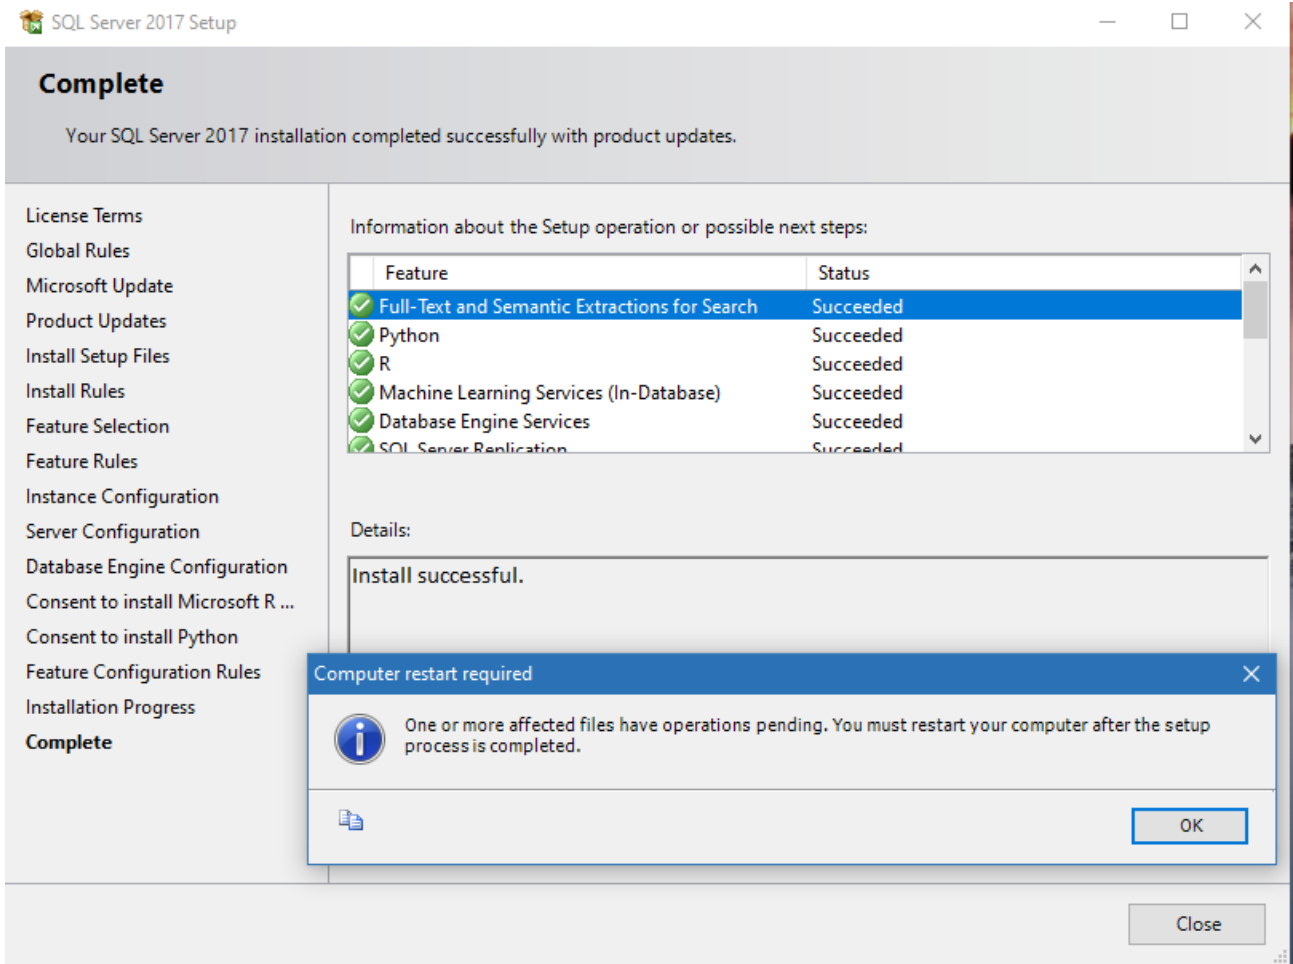 SQL Server 2017 Setup
Complete
Your SQL Server 2017 installation completed successfully with product updates.
License Terms
Global Rules
Microsoft Update
Product Updates
Install Setup Files
Install Rules
Feature Selection
Feature Rules
Instance Configuration
Server Configuration
Database Engine Configuration
Consent to install Microsoft R ...
Consent to install Python
Feature Configuration Rules
Installation Progress
Complete
Information about the Setup operation or possible next steps:
Feature Status
Full-Text and Semantic Extractions for Search Succeeded
Python Succeeded
R Succeeded
Machine Learning Services (In-Database) Succeeded
Database Engine Services Succeeded
SQL Server Replication Succeeded
Details:
Install successful.
Computer restart required
One or more affected files have operations pending. You must restart your computer after the setup
process is completed.
OK
Close